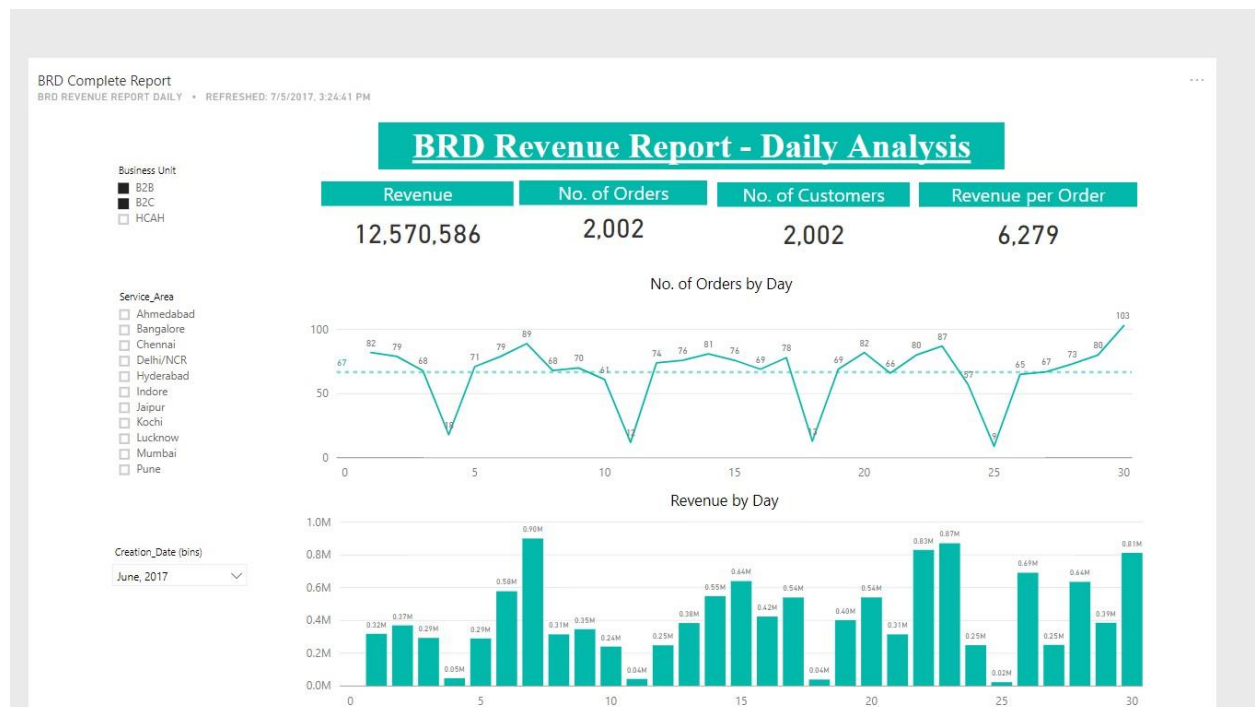 BRD Complete Report
BRD REVENUE REPORT DAILY • REFRESHED: 7/5/2017, 3:24:41 PM
...
BRD Revenue Report - Daily Analysis
Business Unit
B2B
B2C
HCAH
Revenue No. of Orders No. of Customers Revenue per Order
12,570,586 2,002 2,002 6,279
Service_Area
Ahmedabad
Bangalore
Chennai
Delhi/NCR
Hyderabad
Indore
Jaipur
Kochi
Lucknow
Mumbai
Pune
No. of Orders by Day
100
50
0
67
82 79 68 18 71 79 89 68 70 61 12 74 76 81 76 69 78 13 69 82 66 80 87 57 9 65 67 73 80 103
0 5 10 15 20 25 30
Creation_Date (bins)
June, 2017
Revenue by Day
1.0M
0.8M
0.6M
0.4M
0.2M
0.0M
0.32M 0.37M 0.29M 0.05M 0.29M 0.58M 0.90M 0.31M 0.35M 0.24M 0.04M 0.25M 0.38M 0.55M 0.64M 0.42M 0.54M 0.04M 0.40M 0.54M 0.31M 0.83M 0.87M 0.25M 0.02M 0.69M 0.25M 0.64M 0.39M 0.81M
0 5 10 15 20 25 30